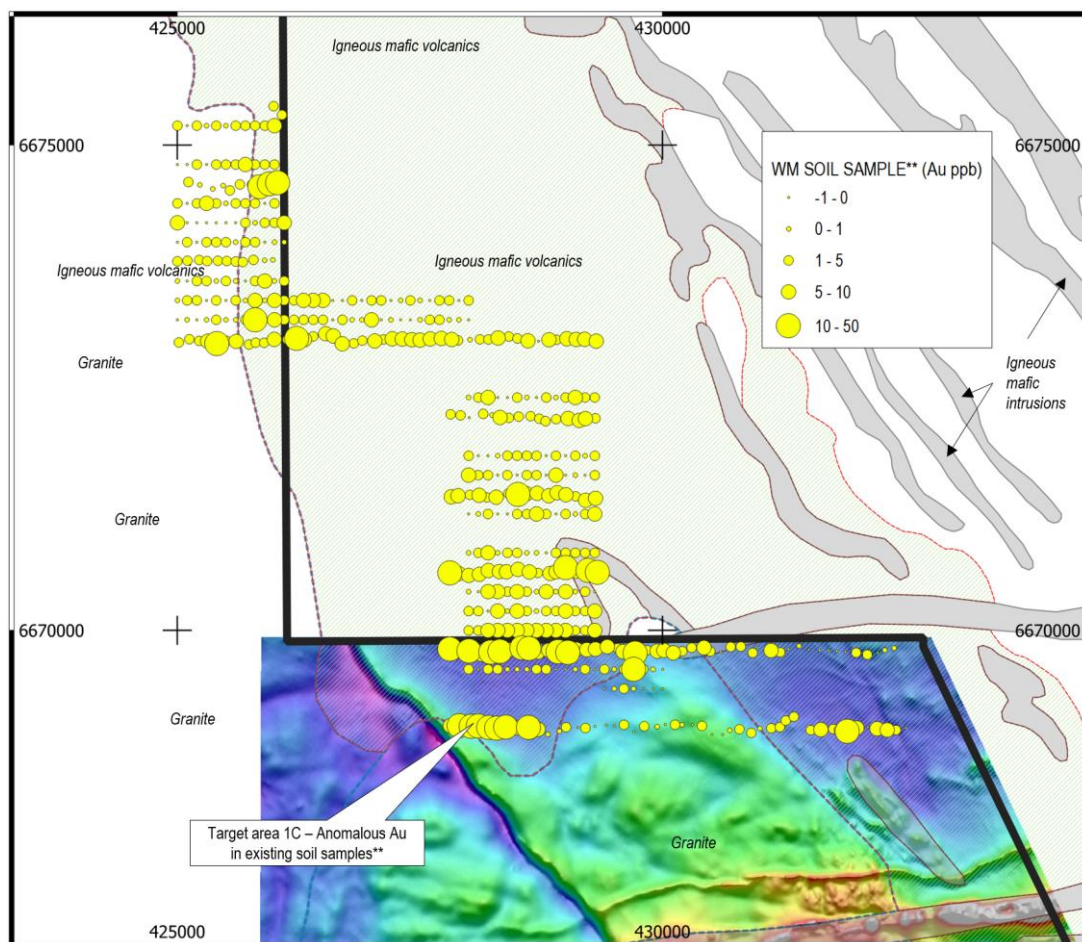 425000
430000
Igneous mafic volcanics
6675000
6675000
WM SOIL SAMPLE** (Au ppb)
-1 - 0
0 - 1
1 - 5
5 - 10
10 - 50
Igneous mafic volcanics
Igneous mafic volcanics
Granite
Igneous
mafic
intrusions
Granite
6670000
6670000
Granite
Target area 1C – Anomalous Au
in existing soil samples**
Granite
425000
430000